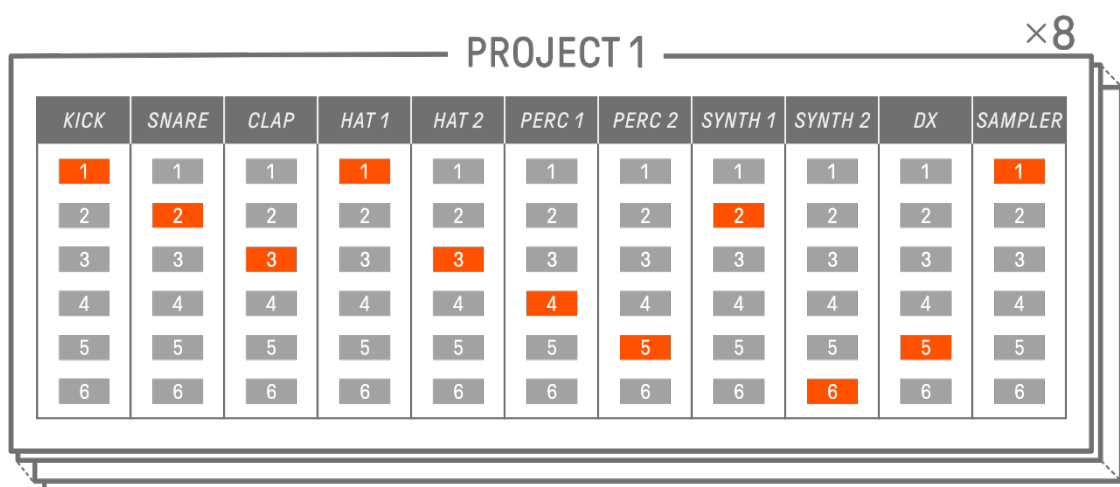 ×8
PROJECT 1
KICK SNARE CLAP HAT 1 HAT 2 PERC 1 PERC 2 SYNTH 1 SYNTH 2 DX SAMPLER
1 1 1 1 1 1 1 1 1 1 1
2 2 2 2 2 2 2 2 2 2 2
3 3 3 3 3 3 3 3 3 3 3
4 4 4 4 4 4 4 4 4 4 4
5 5 5 5 5 5 5 5 5 5 5
6 6 6 6 6 6 6 6 6 6 6